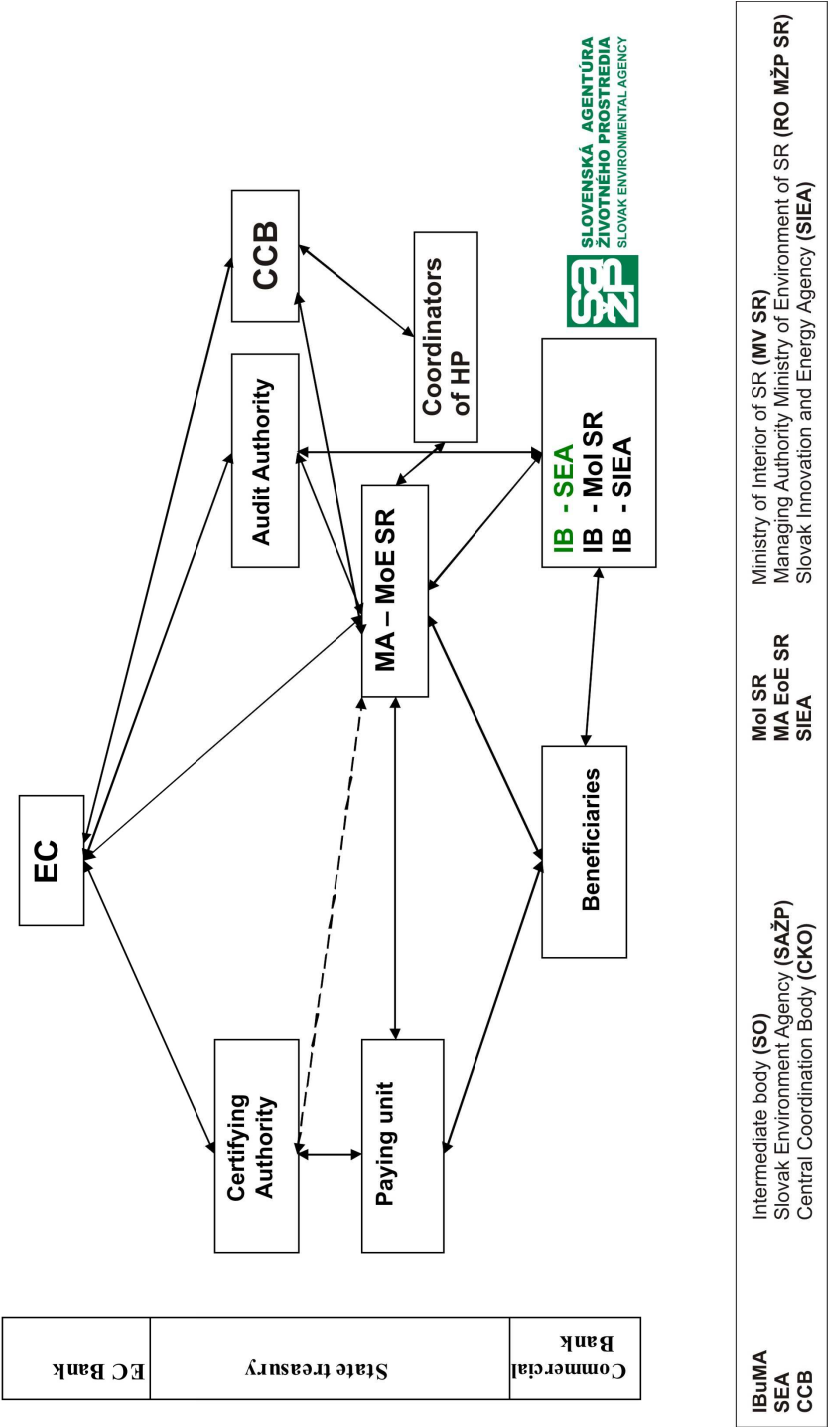 EC Bank
State treasury
Commercial
Bank
EC
Certifying
Authority
Audit Authority
CCB
Paying unit
MA – MoE SR
Coordinators
of HP
Beneficiaries
IB - SEA
IB - MoI SR
IB - SIEA
sažp
SLOVENSKÁ AGENTÚRA
ŽIVOTNÉHO PROSTREDIA
SLOVAK ENVIRONMENTAL AGENCY
IBuMA Intermediate body (SO)
SEA Slovak Environment Agency (SAŽP)
CCB Central Coordination Body (CKO)
MoI SR Ministry of Interior of SR (MV SR)
MA EoE SR Managing Authority Ministry of Environment of SR (RO MŽP SR)
SIEA Slovak Innovation and Energy Agency (SIEA)